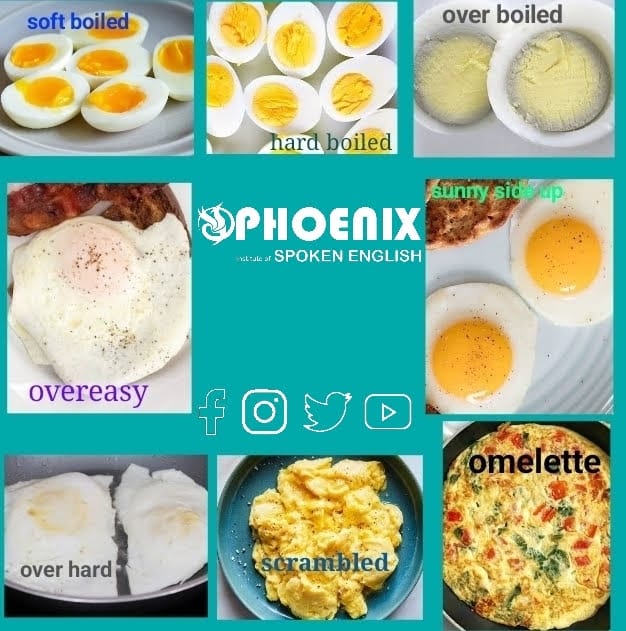 soft boiled
hard boiled
over boiled
PHOENIX
institute of SPOKEN ENGLISH
sunny side up
overeasy
over hard
scrambled
omelette